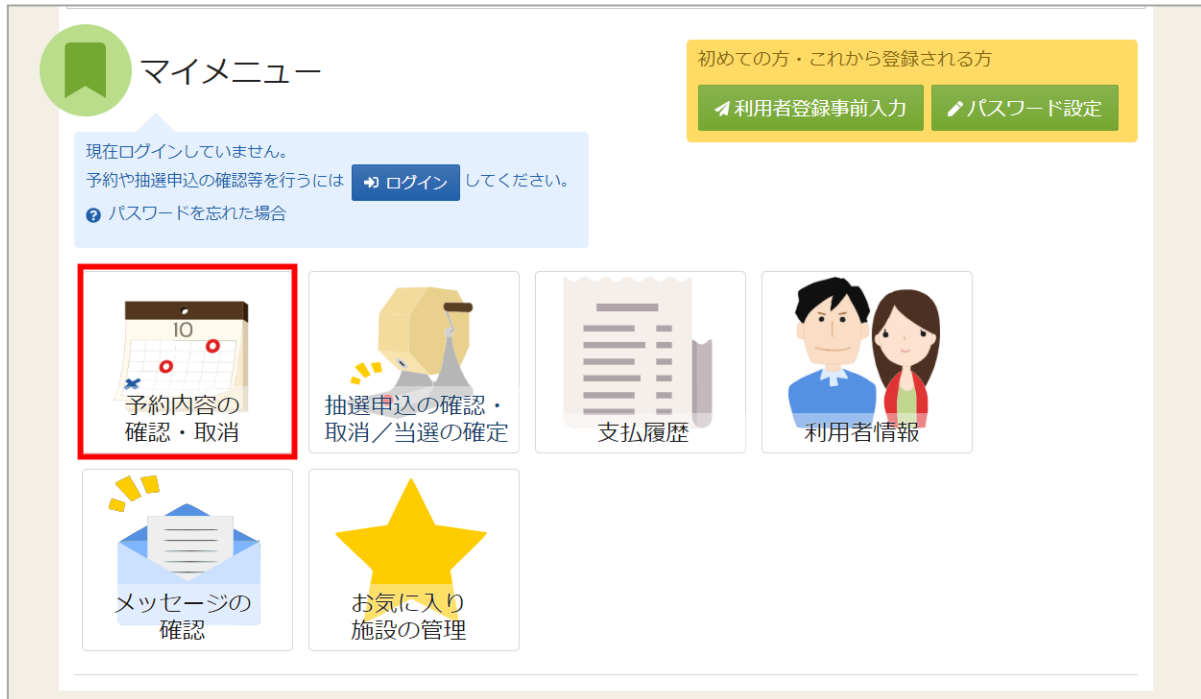 マイメニュー
初めての方・これから登録される方
利用者登録事前入力
パスワード設定
現在ログインしていません。
予約や抽選申込の確認等を行うには ログイン してください。
パスワードを忘れた場合
10
予約内容の
確認・取消
抽選申込の確認・
取消／当選の確定
支払履歴
利用者情報
メッセージの
確認
お気に入り
施設の管理